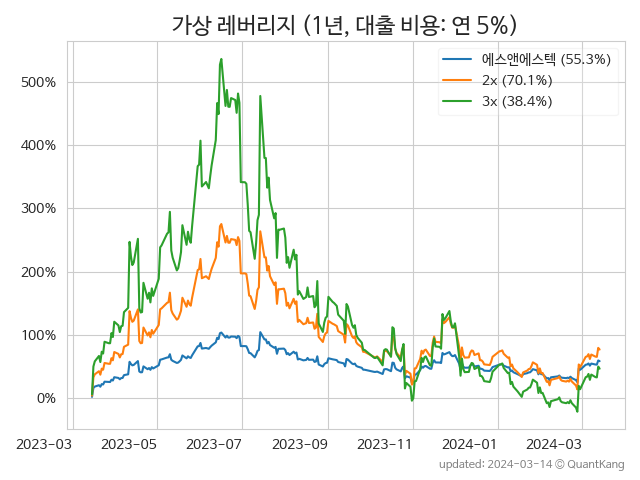 가상 레버리지 (1년, 대출 비용: 연 5%)
에스앤에스텍 (55.3%)
2x (70.1%)
3x (38.4%)
500%
400%
300%
200%
100%
0%
2023-03
2023-05
2023-07
2023-09
2023-11
2024-01
2024-03
updated: 2024-03-14 © QuantKang